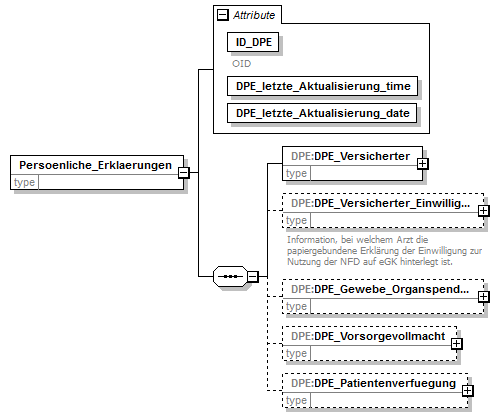 Attribute
ID_DPE
OID
DPE_letzte_Aktualisierung_time
DPE_letzte_Aktualisierung_date
Persoenliche_Erklaerungen
type
DPE:DPE_Versicherter
type
DPE:DPE_Versicherter_Einwillig...
type
Information, bei welchem Arzt die
papiergebundene Erklärung der Einwilligung zur
Nutzung der NFD auf eGK hinterlegt ist.
DPE:DPE_Gewebe_Organspend...
type
DPE:DPE_Vorsorgevollmacht
type
DPE:DPE_Patientenverfuegung
type